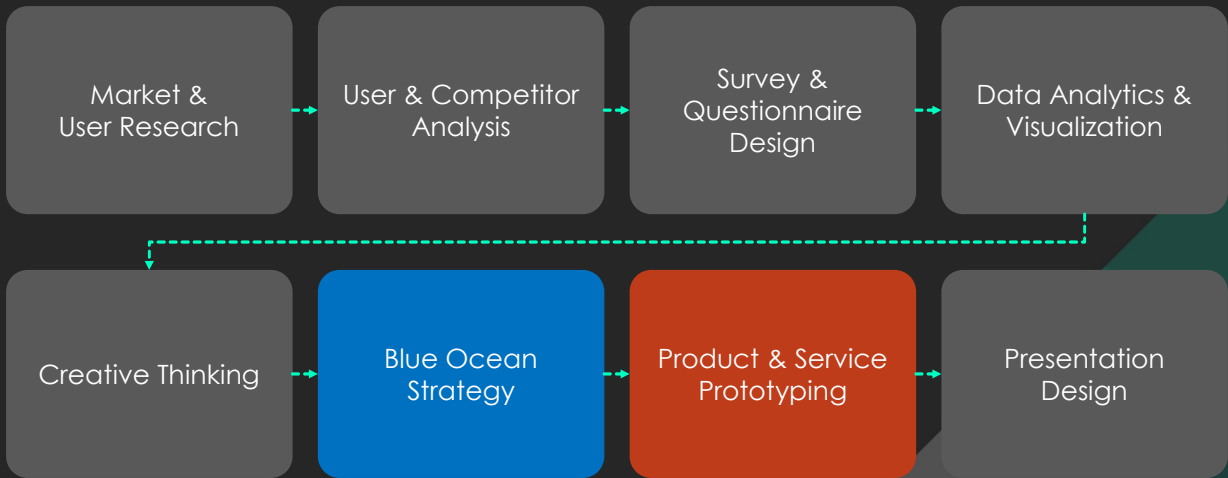 Market &
User Research
User & Competitor
Analysis
Survey &
Questionnaire
Design
Data Analytics &
Visualization
Creative Thinking
Blue Ocean
Strategy
Product & Service
Prototyping
Presentation
Design